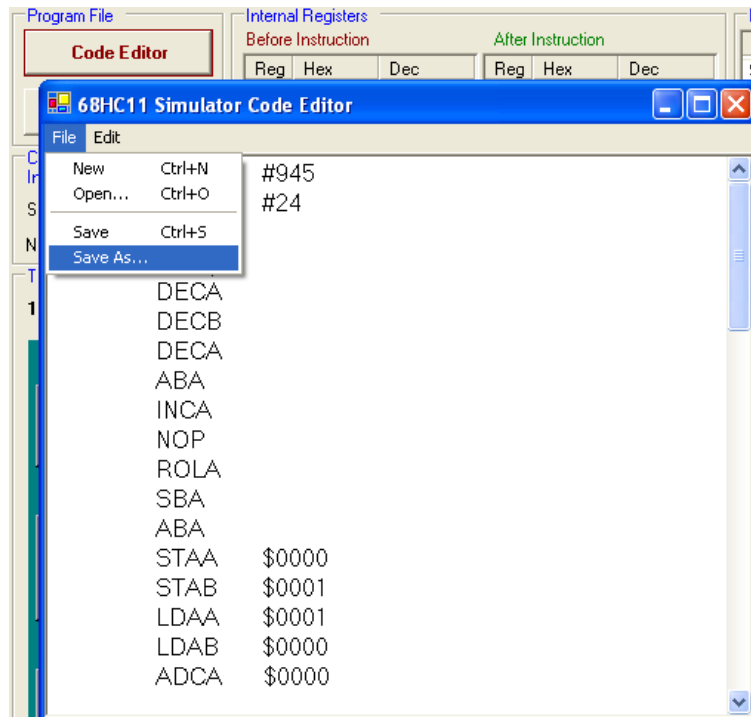 Program File
Internal Registers
Code Editor
Before Instruction
After Instruction
Reg Hex Dec
Reg Hex Dec
68HC11 Simulator Code Editor
File Edit
New Ctrl+N
Open... Ctrl+O
Save Ctrl+S
Save As...
#945
#24
DECA
DECB
DECA
ABA
INCA
NOP
ROLA
SBA
ABA
STAA $0000
STAB $0001
LDAA $0001
LDAB $0000
ADCA $0000